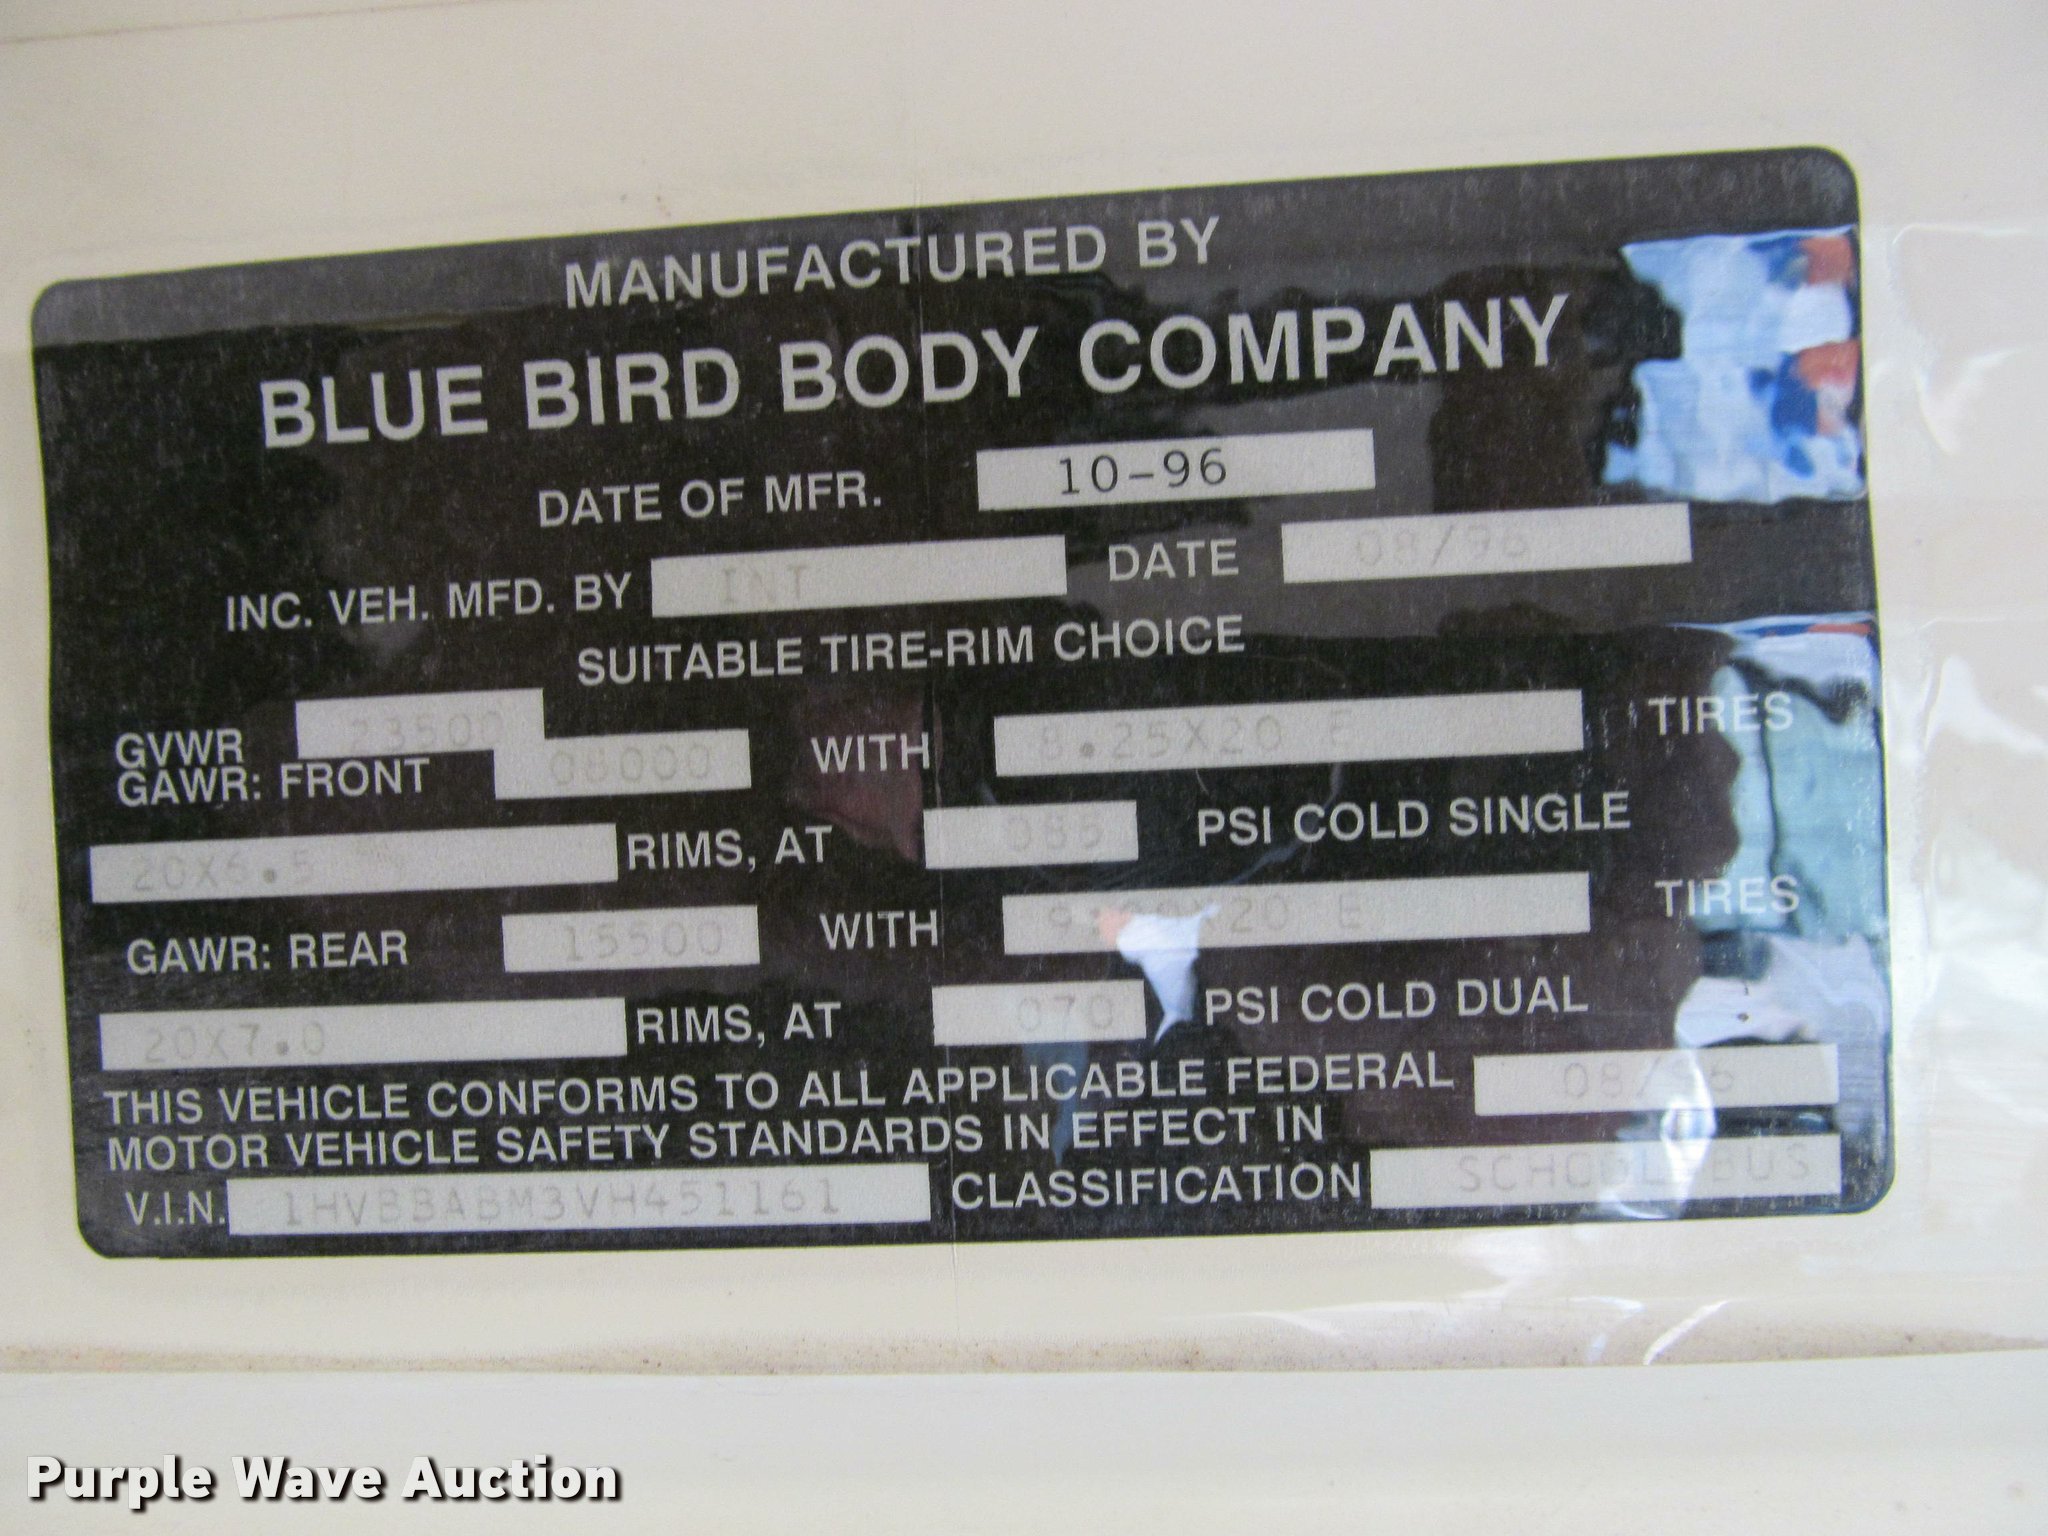 MANUFACTURED BY
BLUE BIRD BODY COMPANY
DATE OF MFR. 10-96
INC. VEH. MFD. BY INT DATE 08/96
SUITABLE TIRE-RIM CHOICE
GVWR 23500
GAWR: FRONT 08000 WITH 8.25X20 E TIRES
20X6.5 RIMS, AT 085 PSI COLD SINGLE
GAWR: REAR 15500 WITH 9.00X20 E TIRES
20X7.0 RIMS, AT 070 PSI COLD DUAL
THIS VEHICLE CONFORMS TO ALL APPLICABLE FEDERAL
MOTOR VEHICLE SAFETY STANDARDS IN EFFECT IN 08/96
V.I.N. 1HVBBABM3VH451161 CLASSIFICATION SCHOOL BUS
Purple Wave Auction